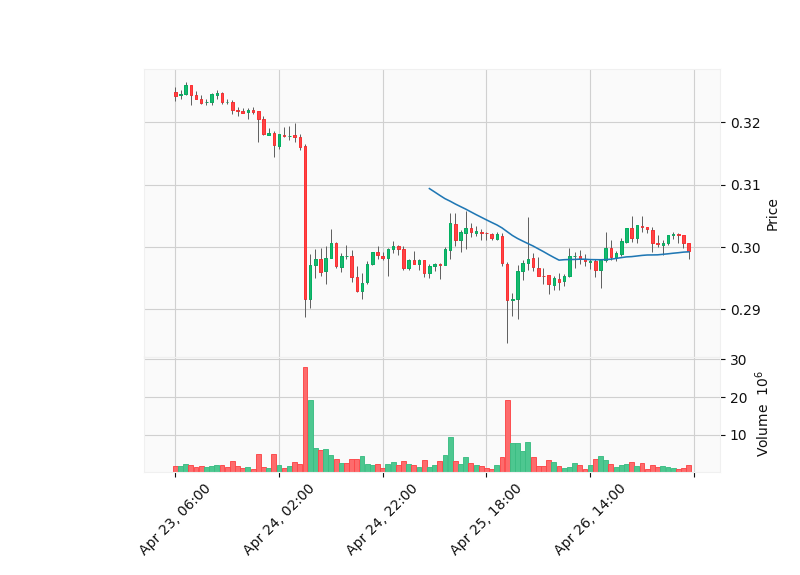 0.32
0.31
0.30
0.29
Price
30
20
10
Volume 10^6
Apr 23, 06:00
Apr 24, 02:00
Apr 24, 22:00
Apr 25, 18:00
Apr 26, 14:00